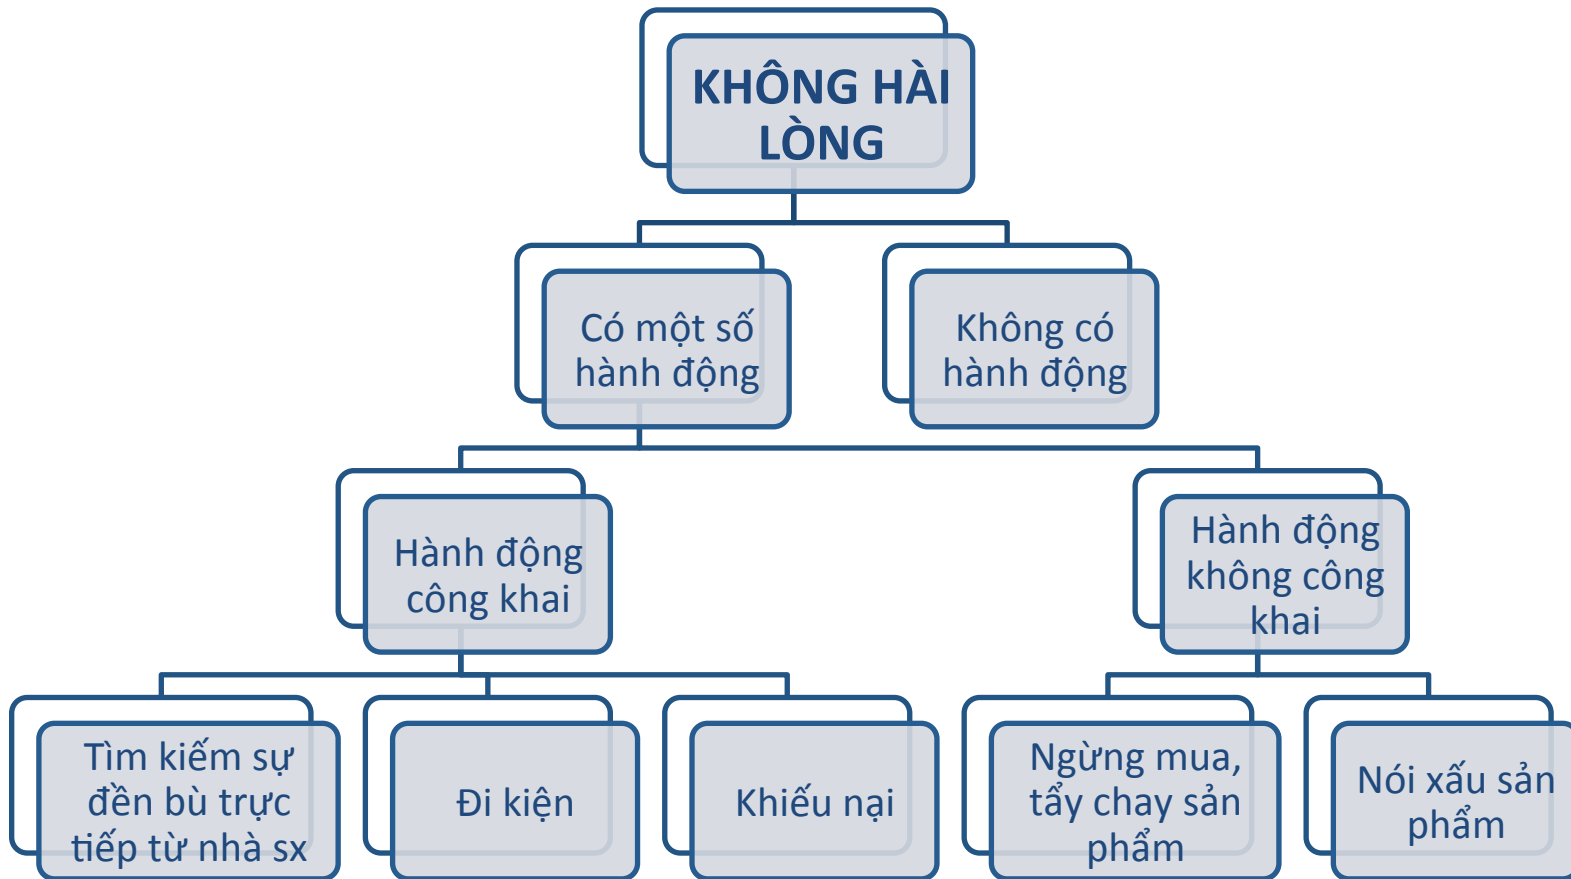 KHÔNG HÀI
LÒNG
Có một số
hành động
Không có
hành động
Hành động
công khai
Hành động
không công
khai
Tìm kiếm sự
đền bù trực
tiếp từ nhà sx
Đi kiện
Khiếu nại
Ngừng mua,
tẩy chay sản
phẩm
Nói xấu sản
phẩm